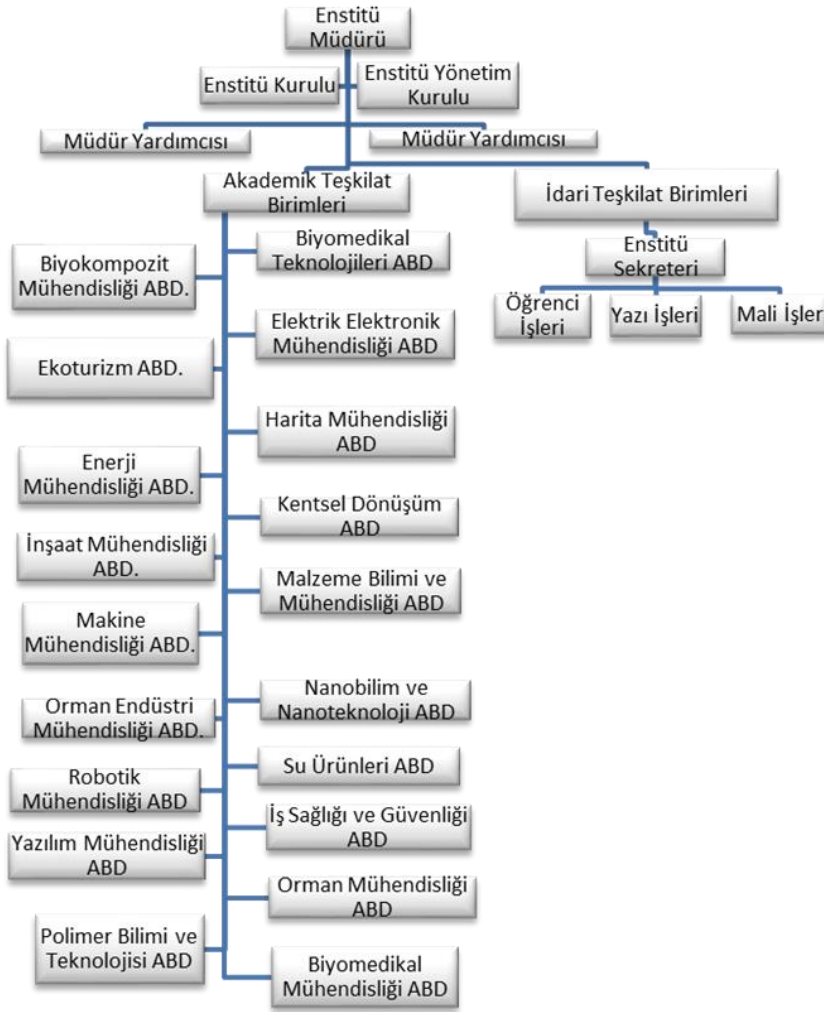 Enstitü
Müdürü
Enstitü Kurulu
Enstitü Yönetim
Kurulu
Müdür Yardımcısı
Müdür Yardımcısı
Akademik Teşkilat
Birimleri
İdari Teşkilat Birimleri
Biyomedikal
Teknolojileri ABD
Enstitü
Sekreteri
Biyokompozit
Mühendisliği ABD.
Öğrenci
İşleri
Yazı İşleri
Mali İşler
Elektrik Elektronik
Mühendisliği ABD
Ekoturizm ABD.
Harita Mühendisliği
ABD
Enerji
Mühendisliği ABD.
Kentsel Dönüşüm
ABD
İnşaat Mühendisliği
ABD.
Malzeme Bilimi ve
Mühendisliği ABD
Makine
Mühendisliği ABD.
Nanobilim ve
Nanoteknoloji ABD
Orman Endüstri
Mühendisliği ABD.
Su Ürünleri ABD
Robotik
Mühendisliği ABD
İş Sağlığı ve Güvenliği
ABD
Yazılım Mühendisliği
ABD
Orman Mühendisliği
ABD
Polimer Bilimi ve
Teknolojisi ABD
Biyomedikal
Mühendisliği ABD